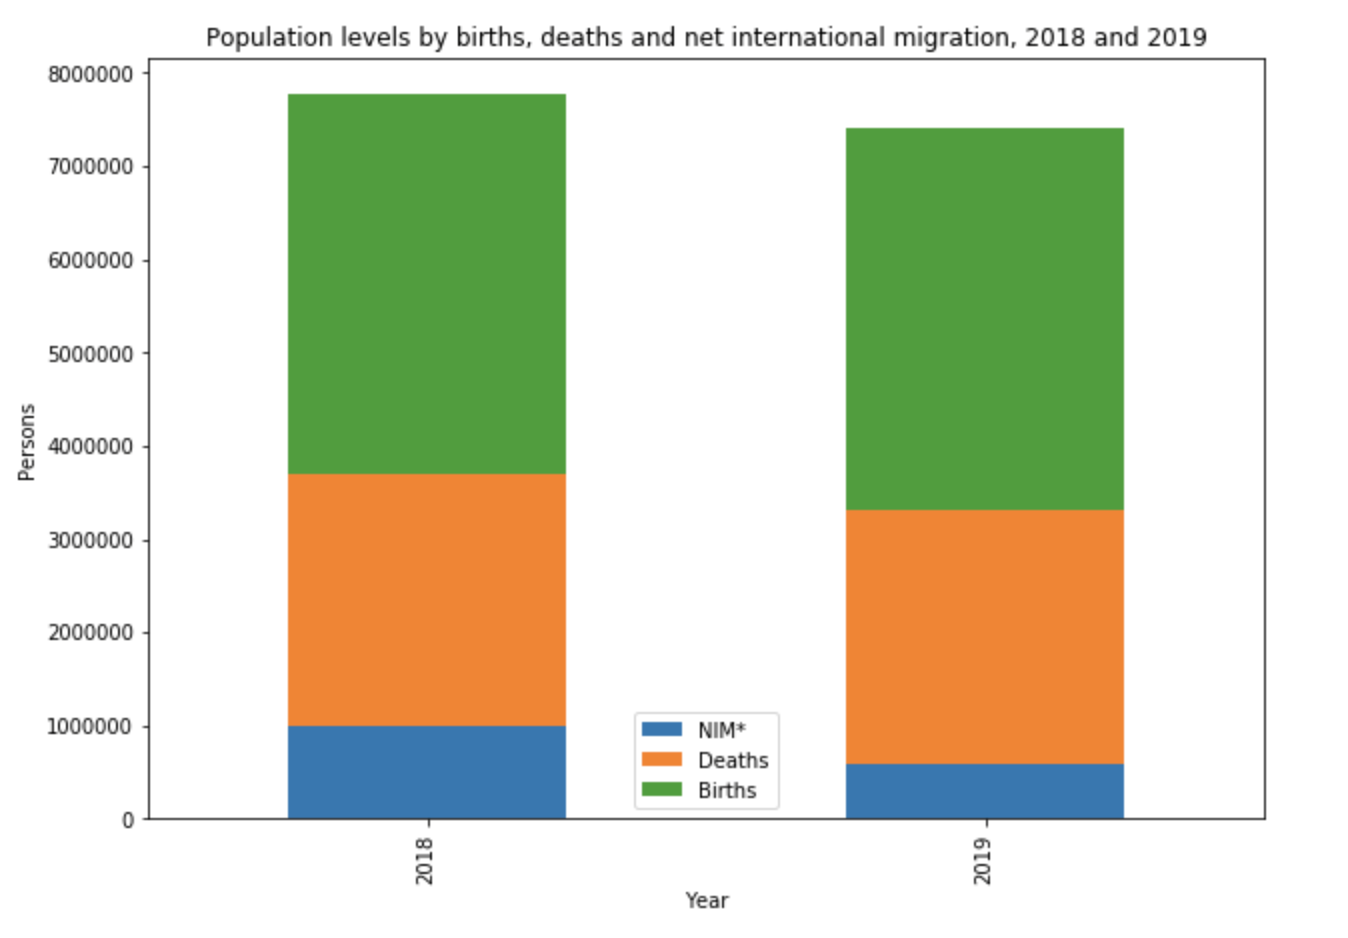 Population levels by births, deaths and net international migration, 2018 and 2019
8000000
7000000
6000000
5000000
4000000
3000000
2000000
1000000
0
Persons
NIM*
Deaths
Births
2018
2019
Year